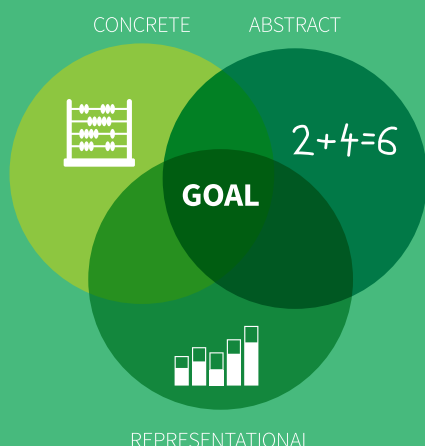 CONCRETE ABSTRACT
2+4=6
GOAL
REPRESENTATIONAL